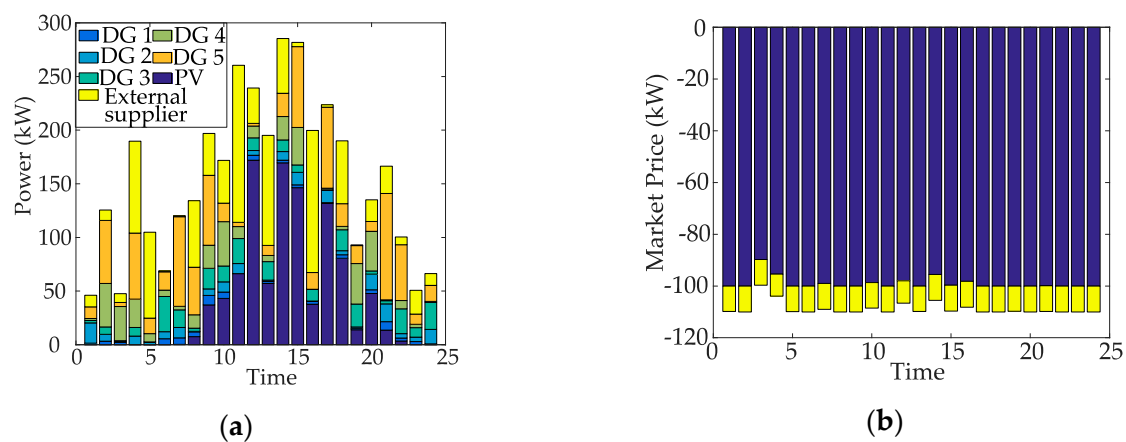 300
250
200
150
100
50
0
Power (kW)
DG 1 DG 4
DG 2 DG 5
DG 3 PV
External
supplier
0 5 10 15 20 25
Time
(a)
0
-20
-40
-60
-80
-100
-120
Market Price (kW)
0 5 10 15 20 25
Time
(b)